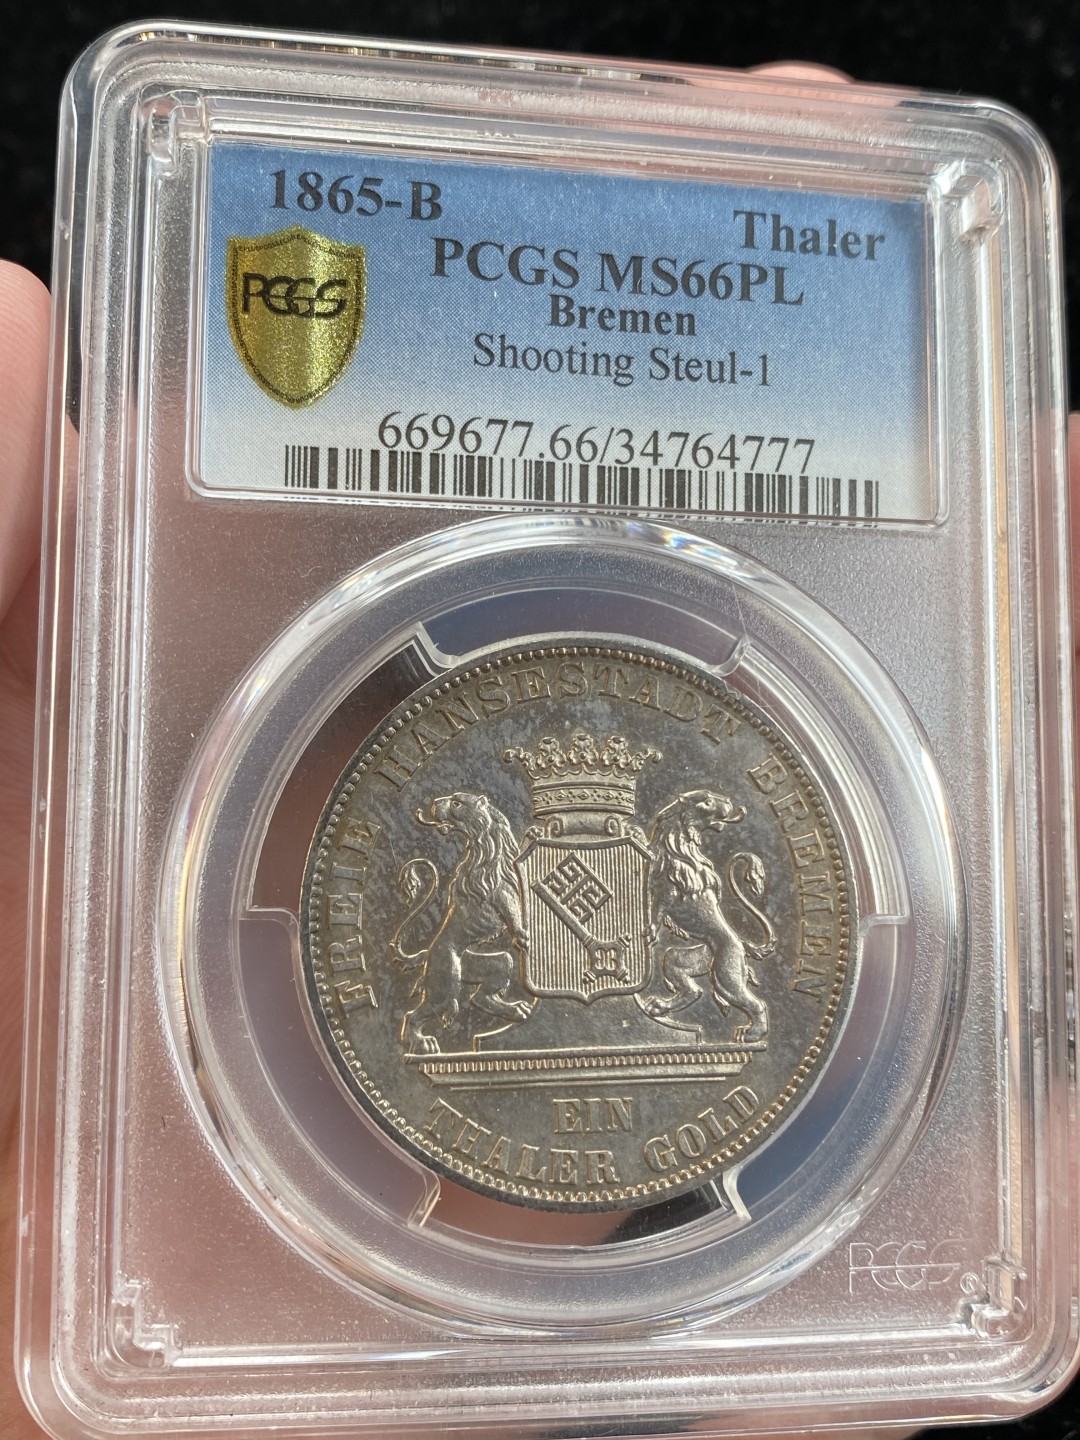 1865-B
Thaler
PCGS
PCGS MS66PL
Bremen
Shooting Steul-1
669677.66/34764777
FREIE HANSESTADT BREMEN
EIN
THALER GOLD
PCGS®